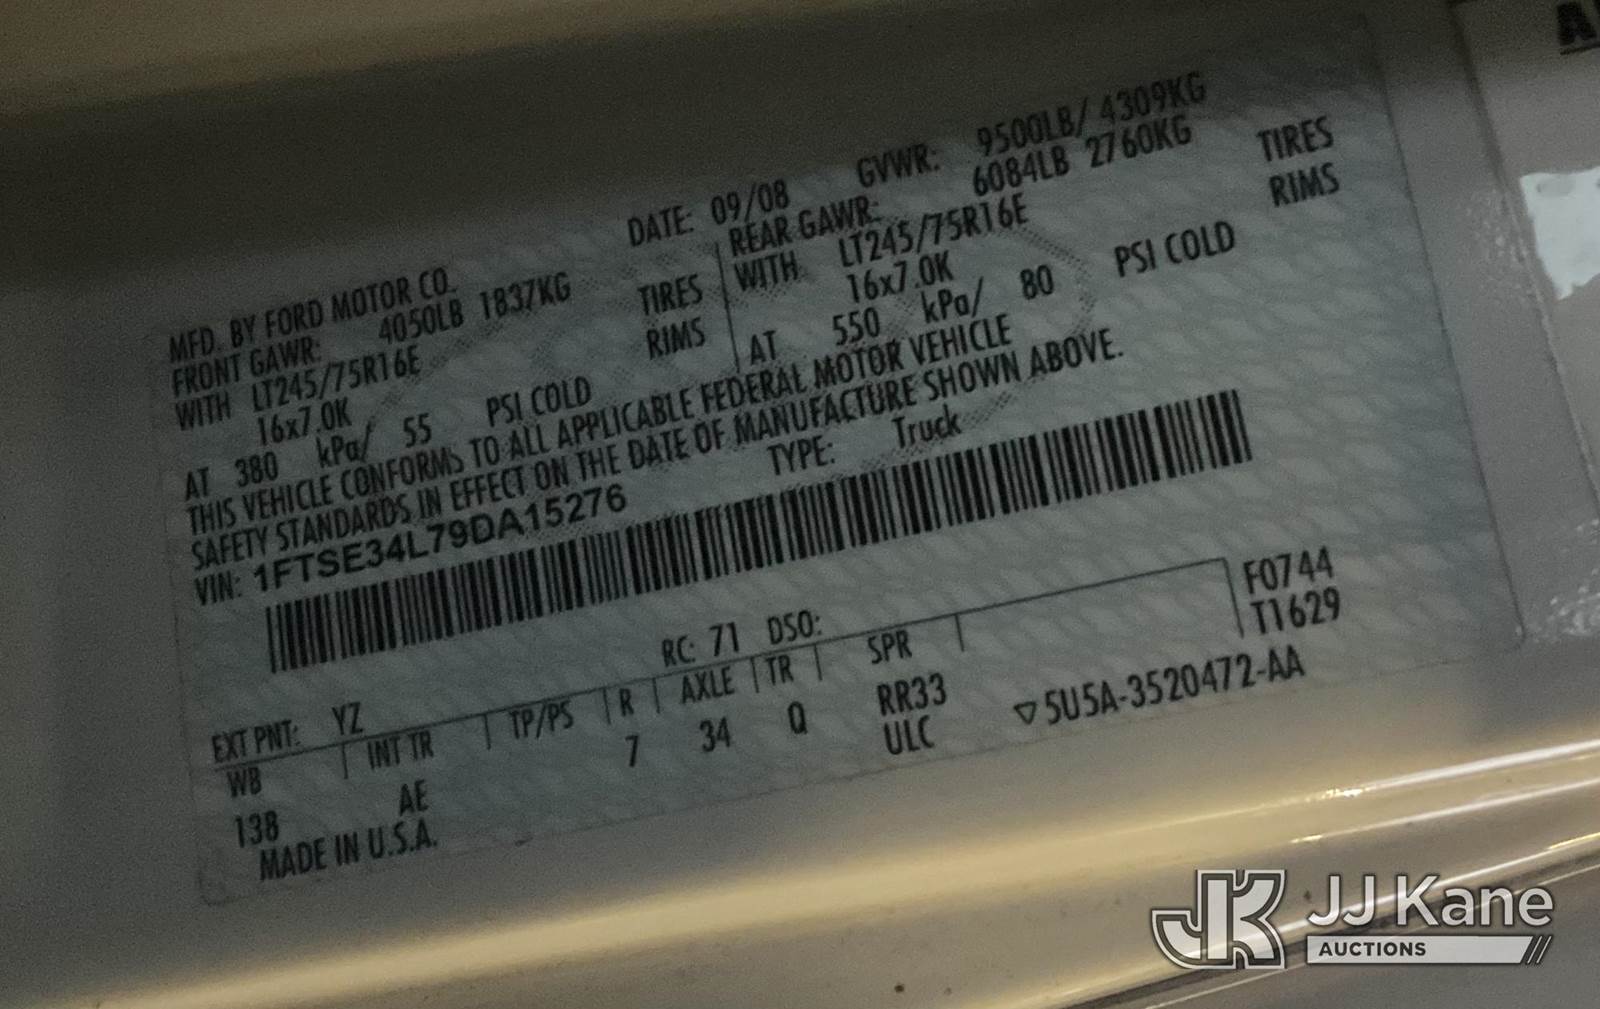 MFD. BY FORD MOTOR CO. DATE: 09/08 GVWR: 9500LB/ 4309KG
FRONT GAWR: 4050LB 1837KG REAR GAWR: 6084LB 2760KG
WITH LT245/75R16E TIRES WITH LT245/75R16E TIRES
16x7.0K RIMS 16x7.0K RIMS
AT 380 kPa/ 55 PSI COLD AT 550 kPa/ 80 PSI COLD
THIS VEHICLE CONFORMS TO ALL APPLICABLE FEDERAL MOTOR VEHICLE
SAFETY STANDARDS IN EFFECT ON THE DATE OF MANUFACTURE SHOWN ABOVE.
VIN: 1FTSE34L79DA15276 TYPE: Truck
EXT PNT: YZ RC: 71 DSO: F0744
WB INT TR TP/PS R AXLE TR SPR T1629
138 AE 7 34 Q RR33
MADE IN U.S.A. ULC ▽5U5A-3520472-AA
A
JK JJ Kane
AUCTIONS